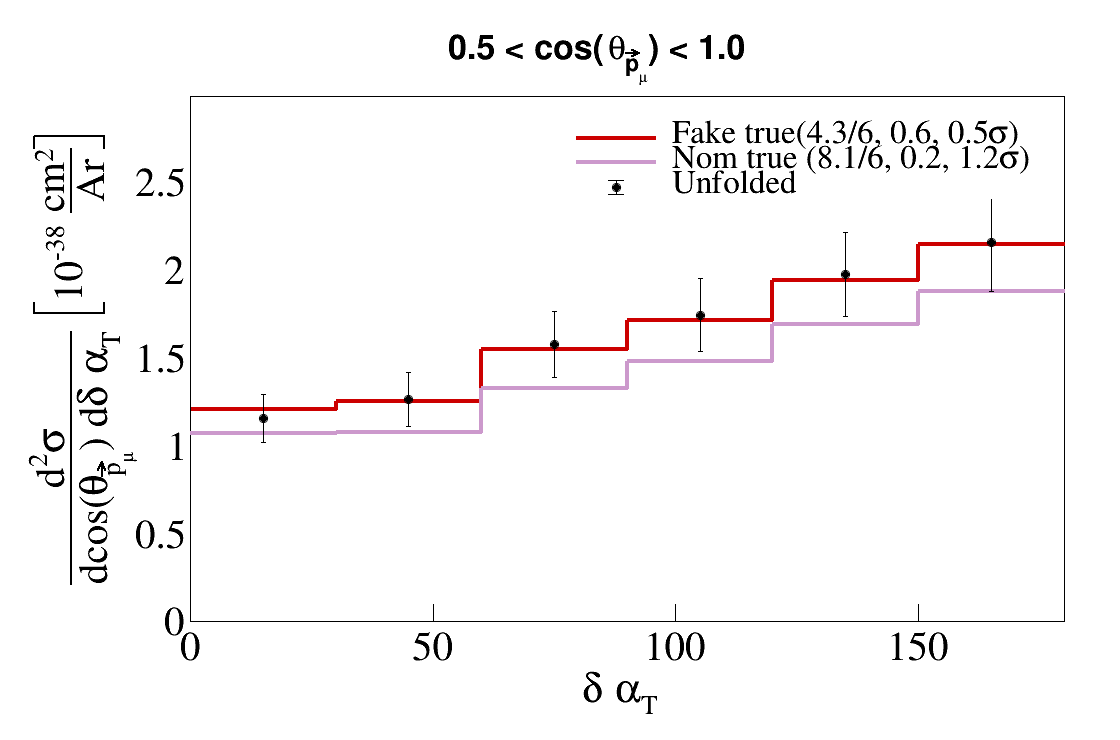 0.5 < cos(θ_{p⃗_μ}) < 1.0
Fake true(4.3/6, 0.6, 0.5σ)
Nom true (8.1/6, 0.2, 1.2σ)
Unfolded
d²σ / dcos(θ_{p⃗_μ}) dδ α_T [10⁻³⁸ cm²/Ar]
2.5
2
1.5
1
0.5
0
0 50 100 150
δ α_T